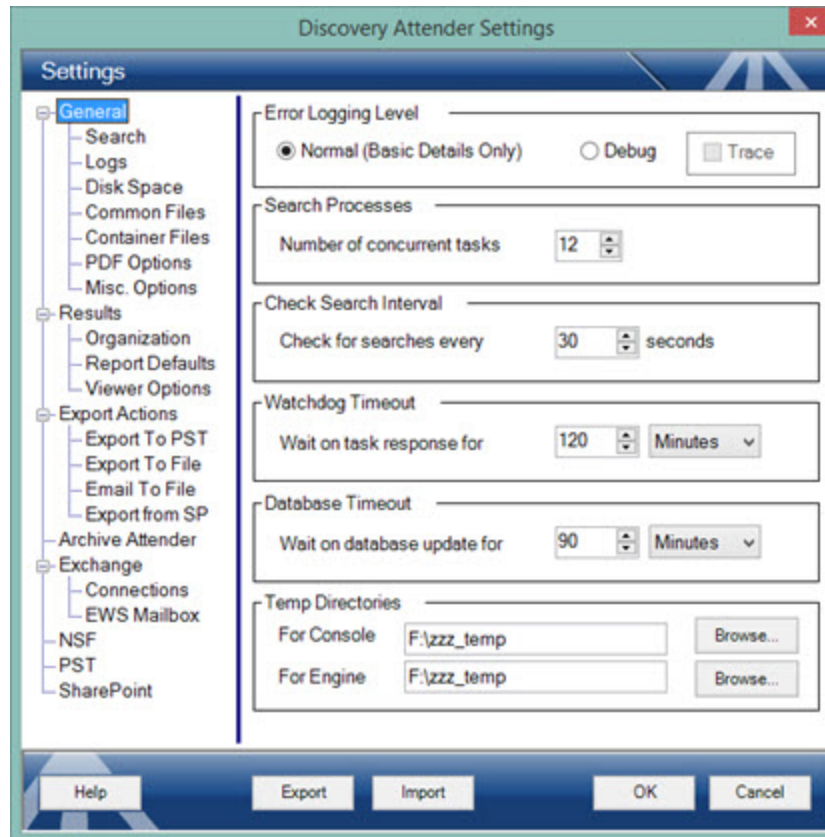 Discovery Attender Settings
Settings
General
Search
Logs
Disk Space
Common Files
Container Files
PDF Options
Misc. Options
Results
Organization
Report Defaults
Viewer Options
Export Actions
Export To PST
Export To File
Email To File
Export from SP
Archive Attender
Exchange
Connections
EWS Mailbox
NSF
PST
SharePoint
Error Logging Level
Normal (Basic Details Only) Debug Trace
Search Processes
Number of concurrent tasks 12
Check Search Interval
Check for searches every 30 seconds
Watchdog Timeout
Wait on task response for 120 Minutes
Database Timeout
Wait on database update for 90 Minutes
Temp Directories
For Console F:\zzz_temp Browse...
For Engine F:\zzz_temp Browse...
Help Export Import OK Cancel